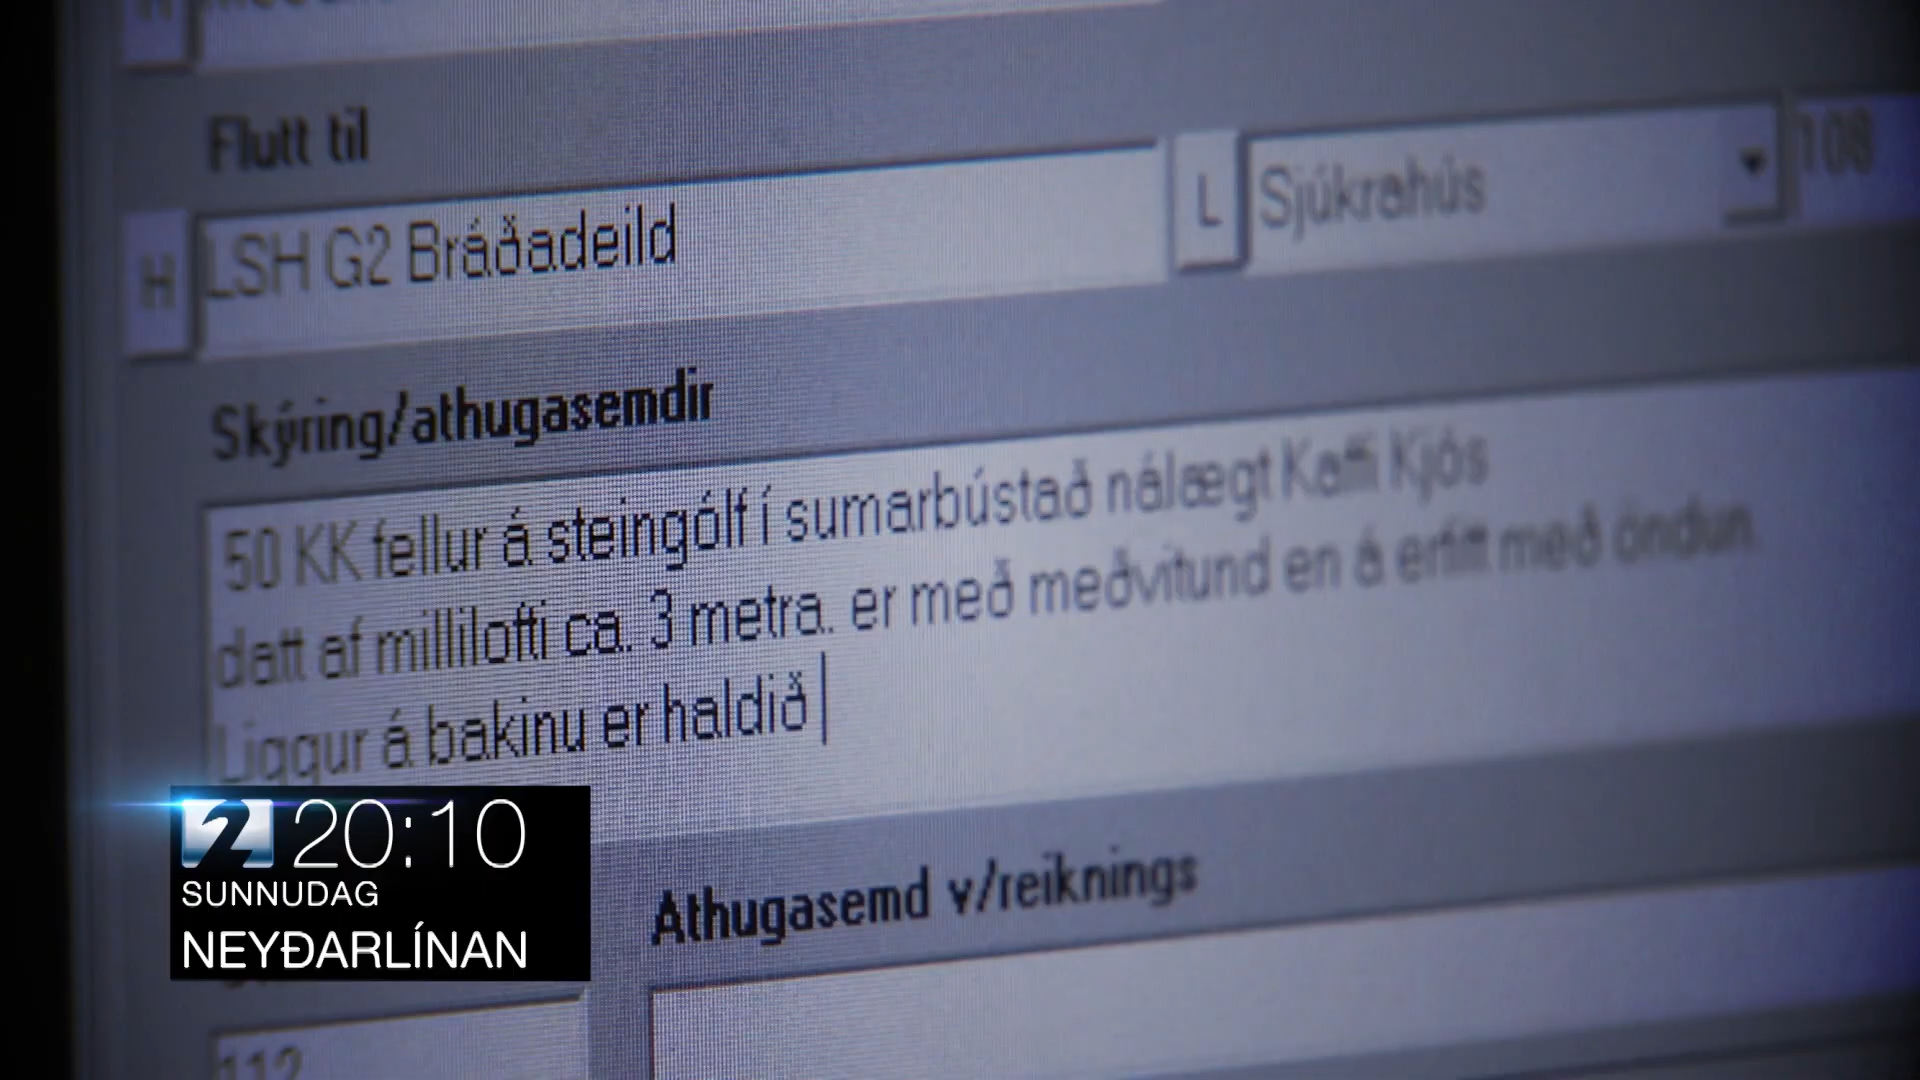 Flutt til
H LSH G2 Bráðadeild L Sjúkrahús 108
Skýring/athugasemdir
50 KK fellur á steingólf í sumarbústað nálægt Kaffi Kjós
datt af millilofti ca. 3 metra. er með meðvitund en á erfitt með öndun.
Liggur á bakinu er haldið
2 20:10
SUNNUDAG
NEYÐARLÍNAN
Athugasemd v/reiknings
112